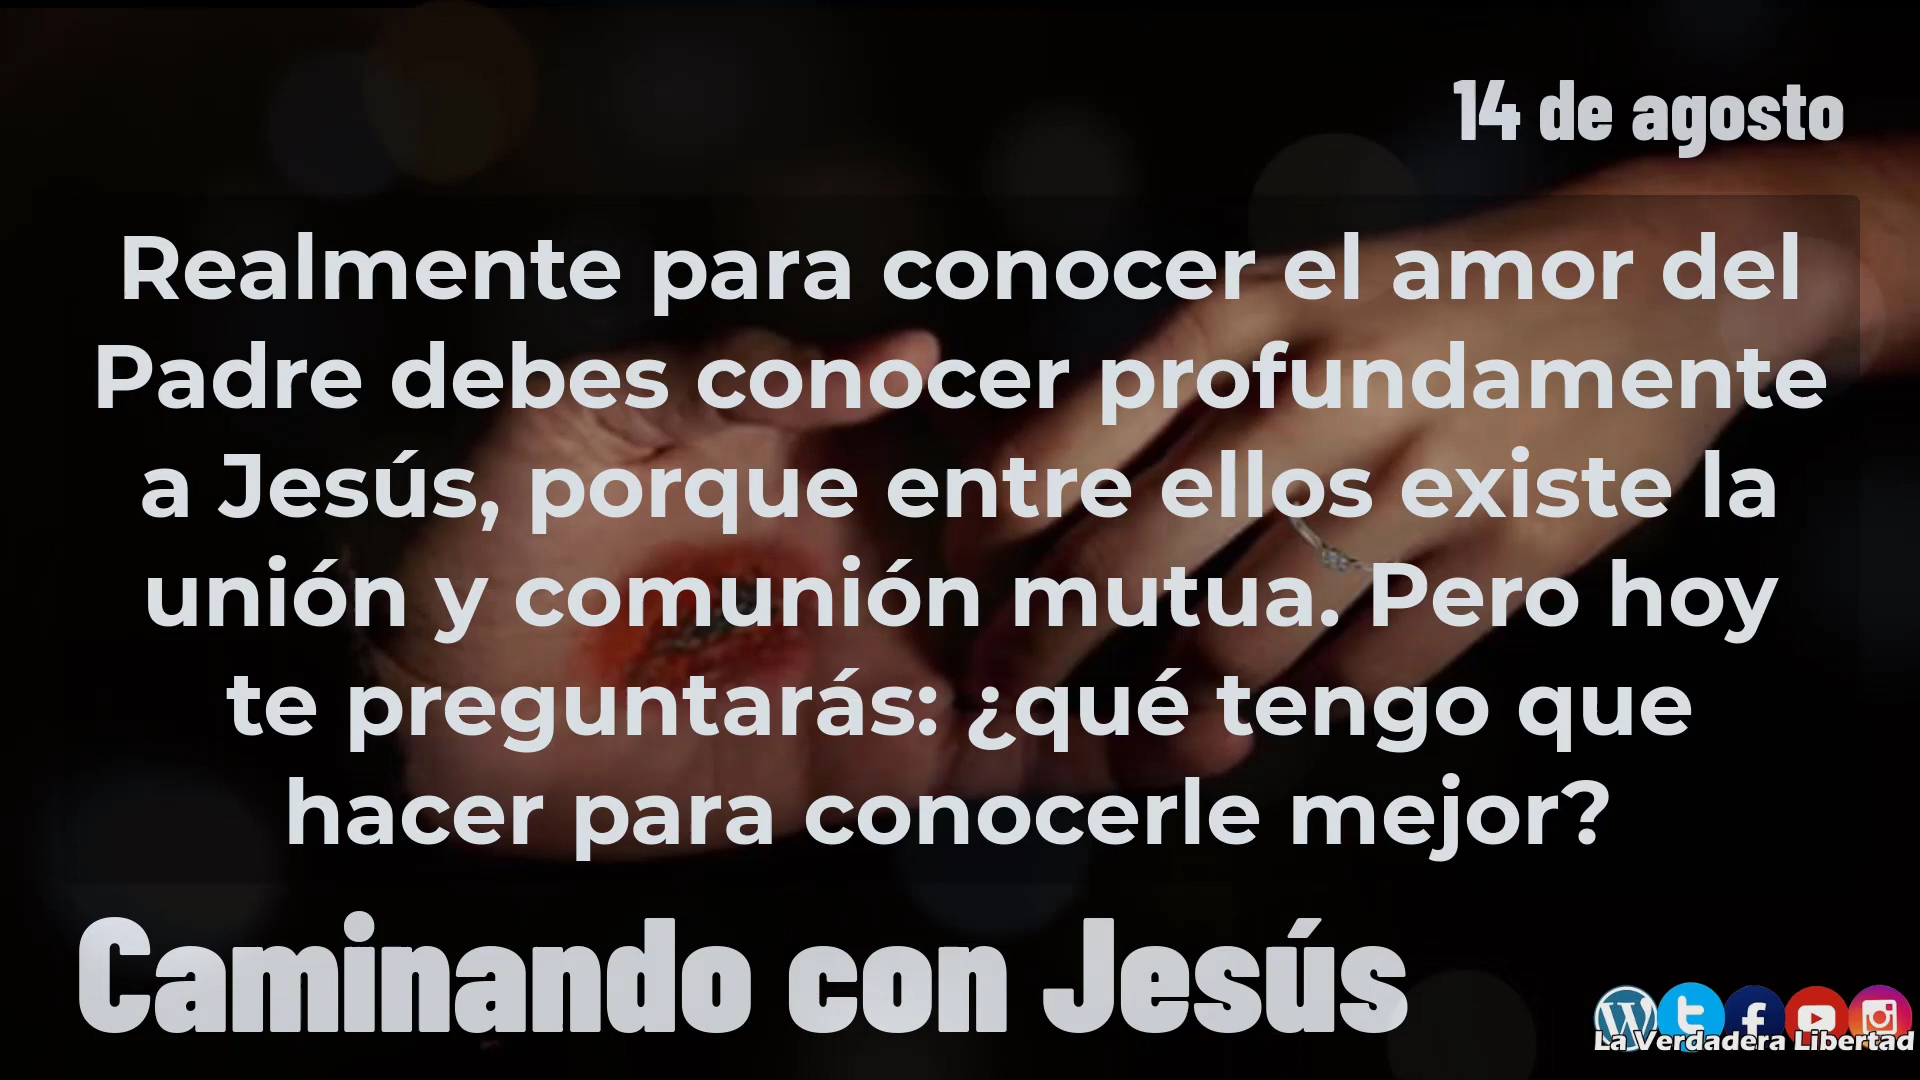 14 de agosto
Realmente para conocer el amor del
Padre debes conocer profundamente
a Jesús, porque entre ellos existe la
unión y comunión mutua. Pero hoy
te preguntarás: ¿qué tengo que
hacer para conocerle mejor?
Caminando con Jesús
La Verdadera Libertad